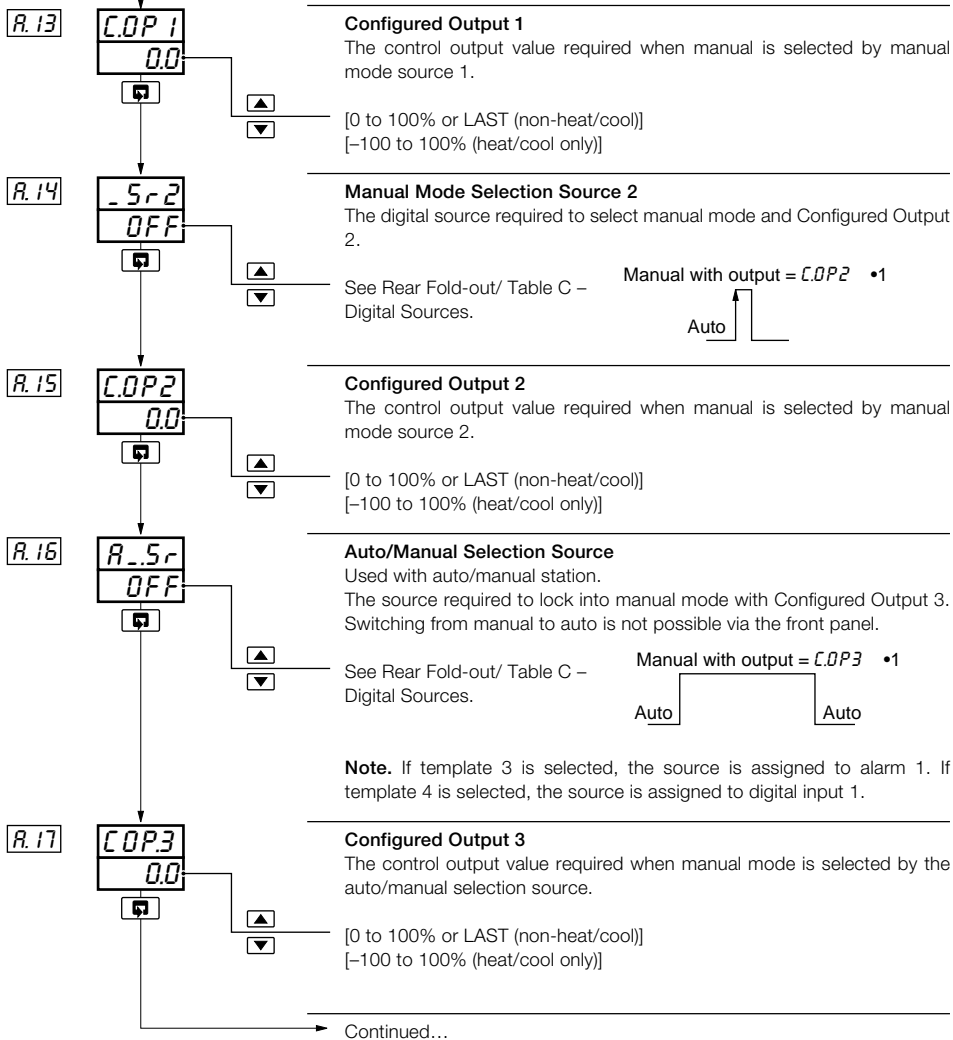 A.13
C.OP1
0.0
Configured Output 1
The control output value required when manual is selected by manual
mode source 1.
[0 to 100% or LAST (non-heat/cool)]
[–100 to 100% (heat/cool only)]
A.14
_Sr2
OFF
Manual Mode Selection Source 2
The digital source required to select manual mode and Configured Output
2.
See Rear Fold-out/ Table C –
Digital Sources.
Manual with output = C.OP2 •1
Auto
A.15
C.OP2
0.0
Configured Output 2
The control output value required when manual is selected by manual
mode source 2.
[0 to 100% or LAST (non-heat/cool)]
[–100 to 100% (heat/cool only)]
A.16
A_.Sr
OFF
Auto/Manual Selection Source
Used with auto/manual station.
The source required to lock into manual mode with Configured Output 3.
Switching from manual to auto is not possible via the front panel.
See Rear Fold-out/ Table C –
Digital Sources.
Manual with output = C.OP3 •1
Auto Auto
Note. If template 3 is selected, the source is assigned to alarm 1. If
template 4 is selected, the source is assigned to digital input 1.
A.17
COP.3
0.0
Configured Output 3
The control output value required when manual mode is selected by the
auto/manual selection source.
[0 to 100% or LAST (non-heat/cool)]
[–100 to 100% (heat/cool only)]
Continued…